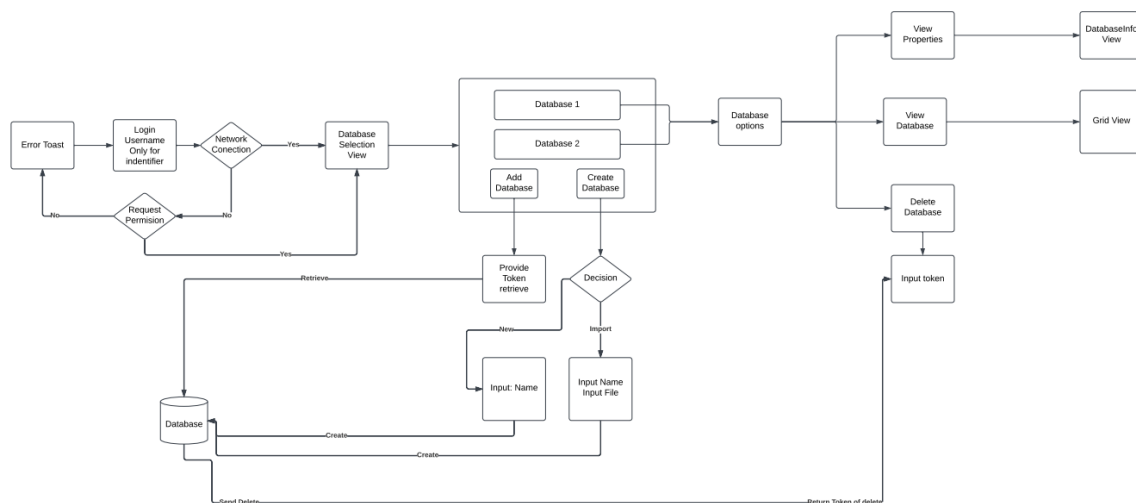 View
Properties
DatabaseInfo
View
Database 1
Database 2
Database
options
View
Database
Grid View
Error Toast
Login
Username
Only for
indentifier
Network
Conection
Yes
Database
Selection
View
Add
Database
Create
Database
Delete
Database
No
Request
Permision
No
Yes
Provide
Token
retrieve
Retrieve
Decision
Input token
New
Import
Input: Name
Input Name
Input File
Database
Create
Create
Send Delete
Return Token of delete